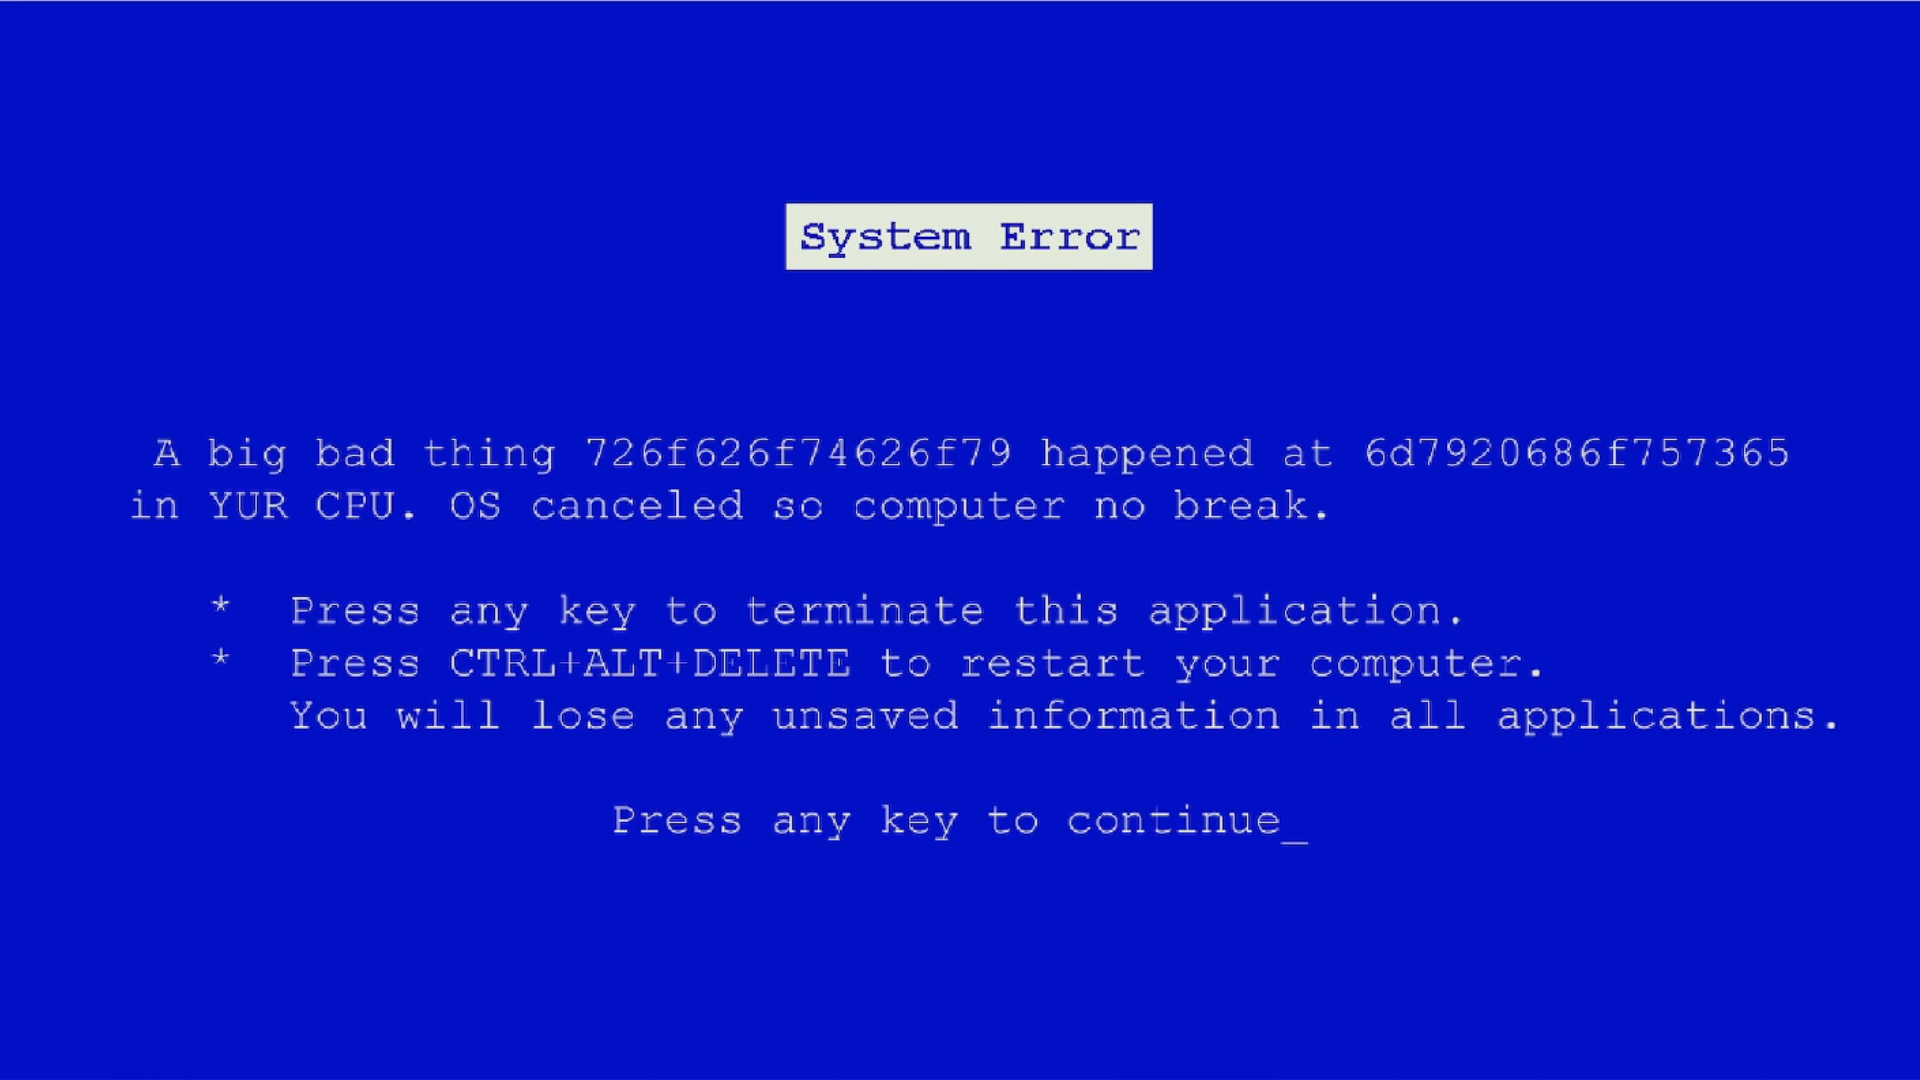 System Error
A big bad thing 726f626f74626f79 happened at 6d7920686f757365
in YUR CPU. OS canceled so computer no break.
* Press any key to terminate this application.
* Press CTRL+ALT+DELETE to restart your computer.
You will lose any unsaved information in all applications.
Press any key to continue_